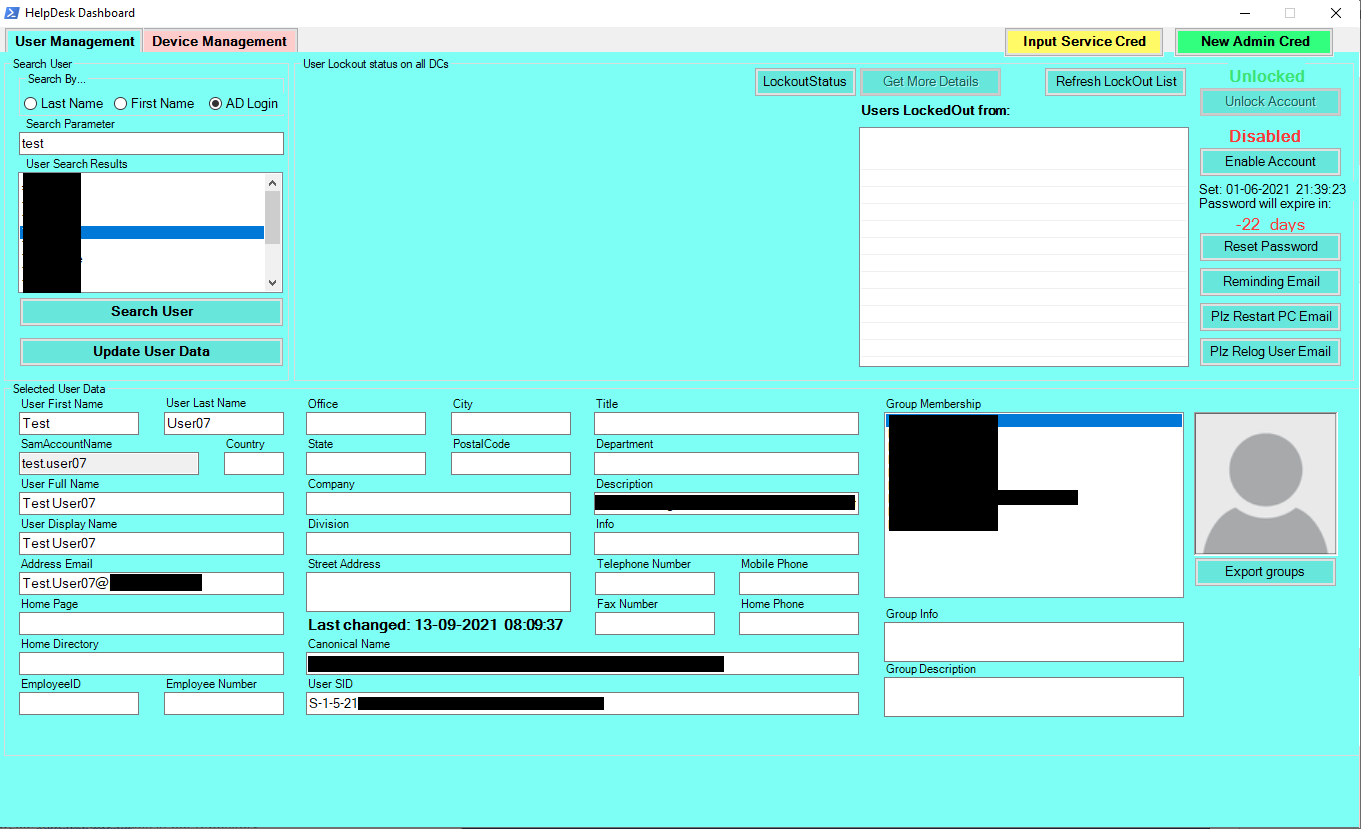 HelpDesk Dashboard
User Management
Device Management
Input Service Cred
New Admin Cred
Search User
Search By...
Last Name
First Name
AD Login
Search Parameter
test
User Search Results
Search User
Update User Data
User Lockout status on all DCs
LockoutStatus
Get More Details
Refresh LockOut List
Users LockedOut from:
Unlocked
Unlock Account
Disabled
Enable Account
Set: 01-06-2021 21:39:23
Password will expire in:
-22 days
Reset Password
Reminding Email
Plz Restart PC Email
Plz Relog User Email
Selected User Data
User First Name
Test
User Last Name
User07
SamAccountName
test.user07
Country
User Full Name
Test User07
User Display Name
Test User07
Address Email
Test.User07@
Home Page
Home Directory
EmployeeID
Employee Number
Office
City
State
PostalCode
Company
Division
Street Address
Last changed: 13-09-2021 08:09:37
Canonical Name
User SID
S-1-5-21
Title
Department
Description
Info
Telephone Number
Mobile Phone
Fax Number
Home Phone
Group Membership
Group Info
Group Description
Export groups